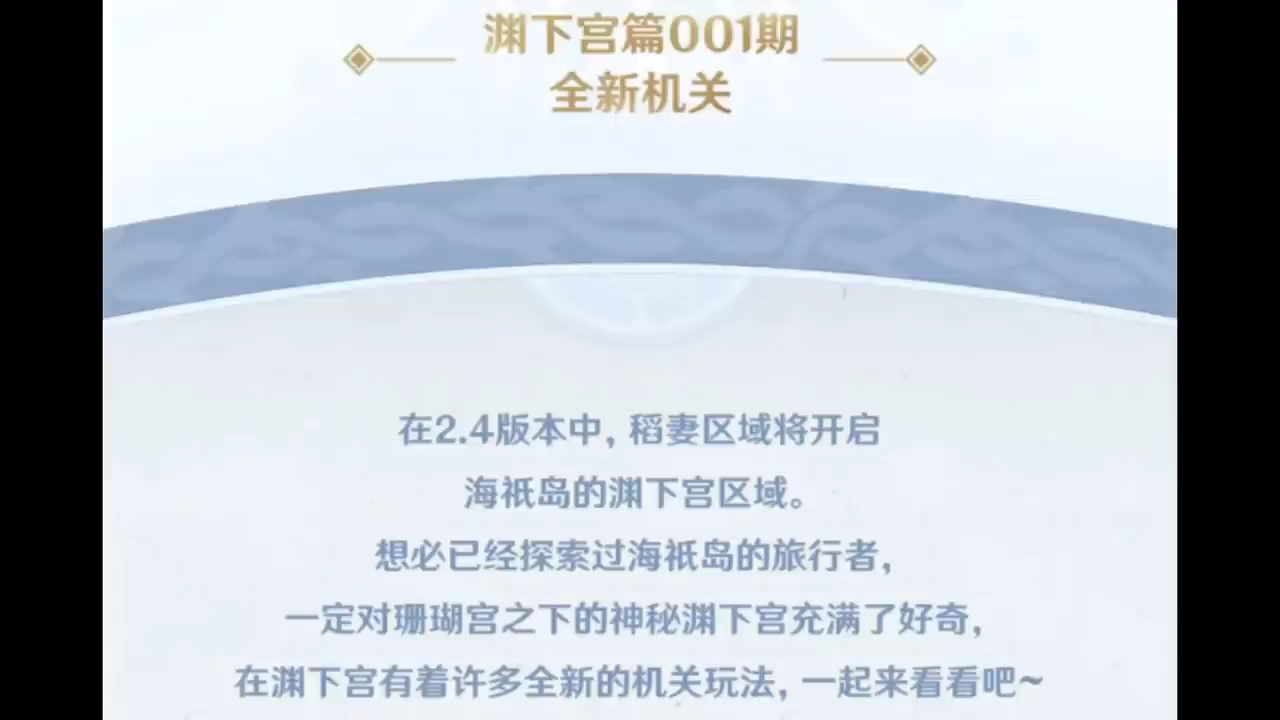 渊下宫篇001期
全新机关
在2.4版本中,稻妻区域将开启
海祇岛的渊下宫区域。
想必已经探索过海祇岛的旅行者,
一定对珊瑚宫之下的神秘渊下宫充满了好奇,
在渊下宫有着许多全新的机关玩法,一起来看看吧~